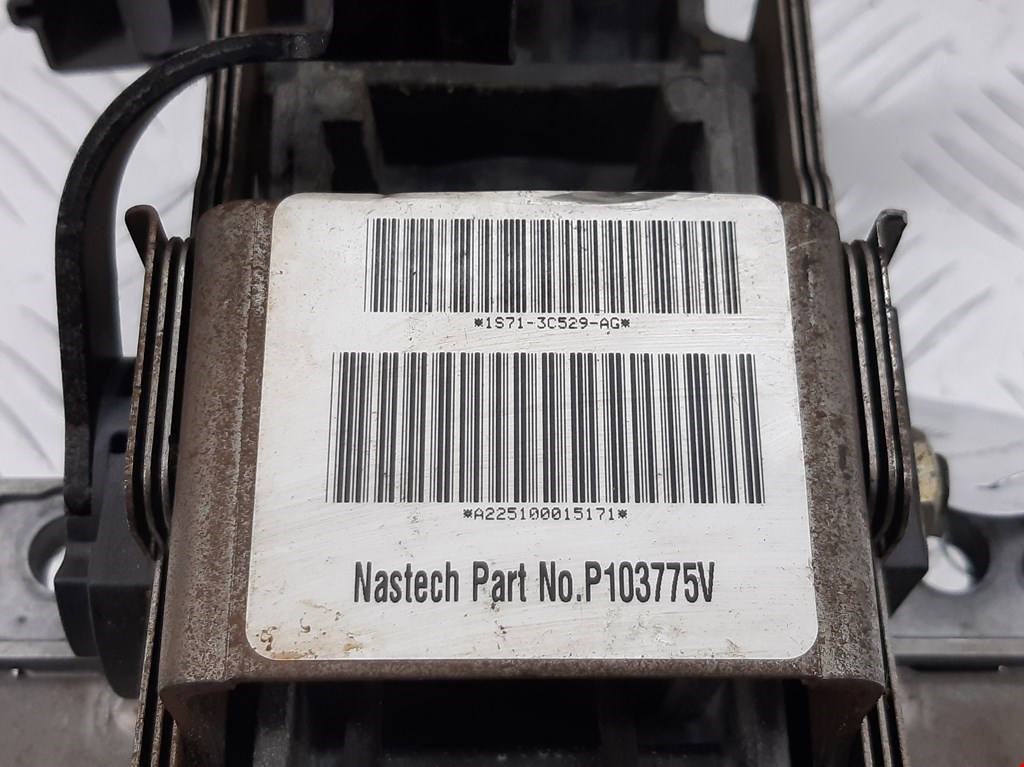 *1S71-3C529-AG*
*A225100015171*
Nastech Part No.P103775V